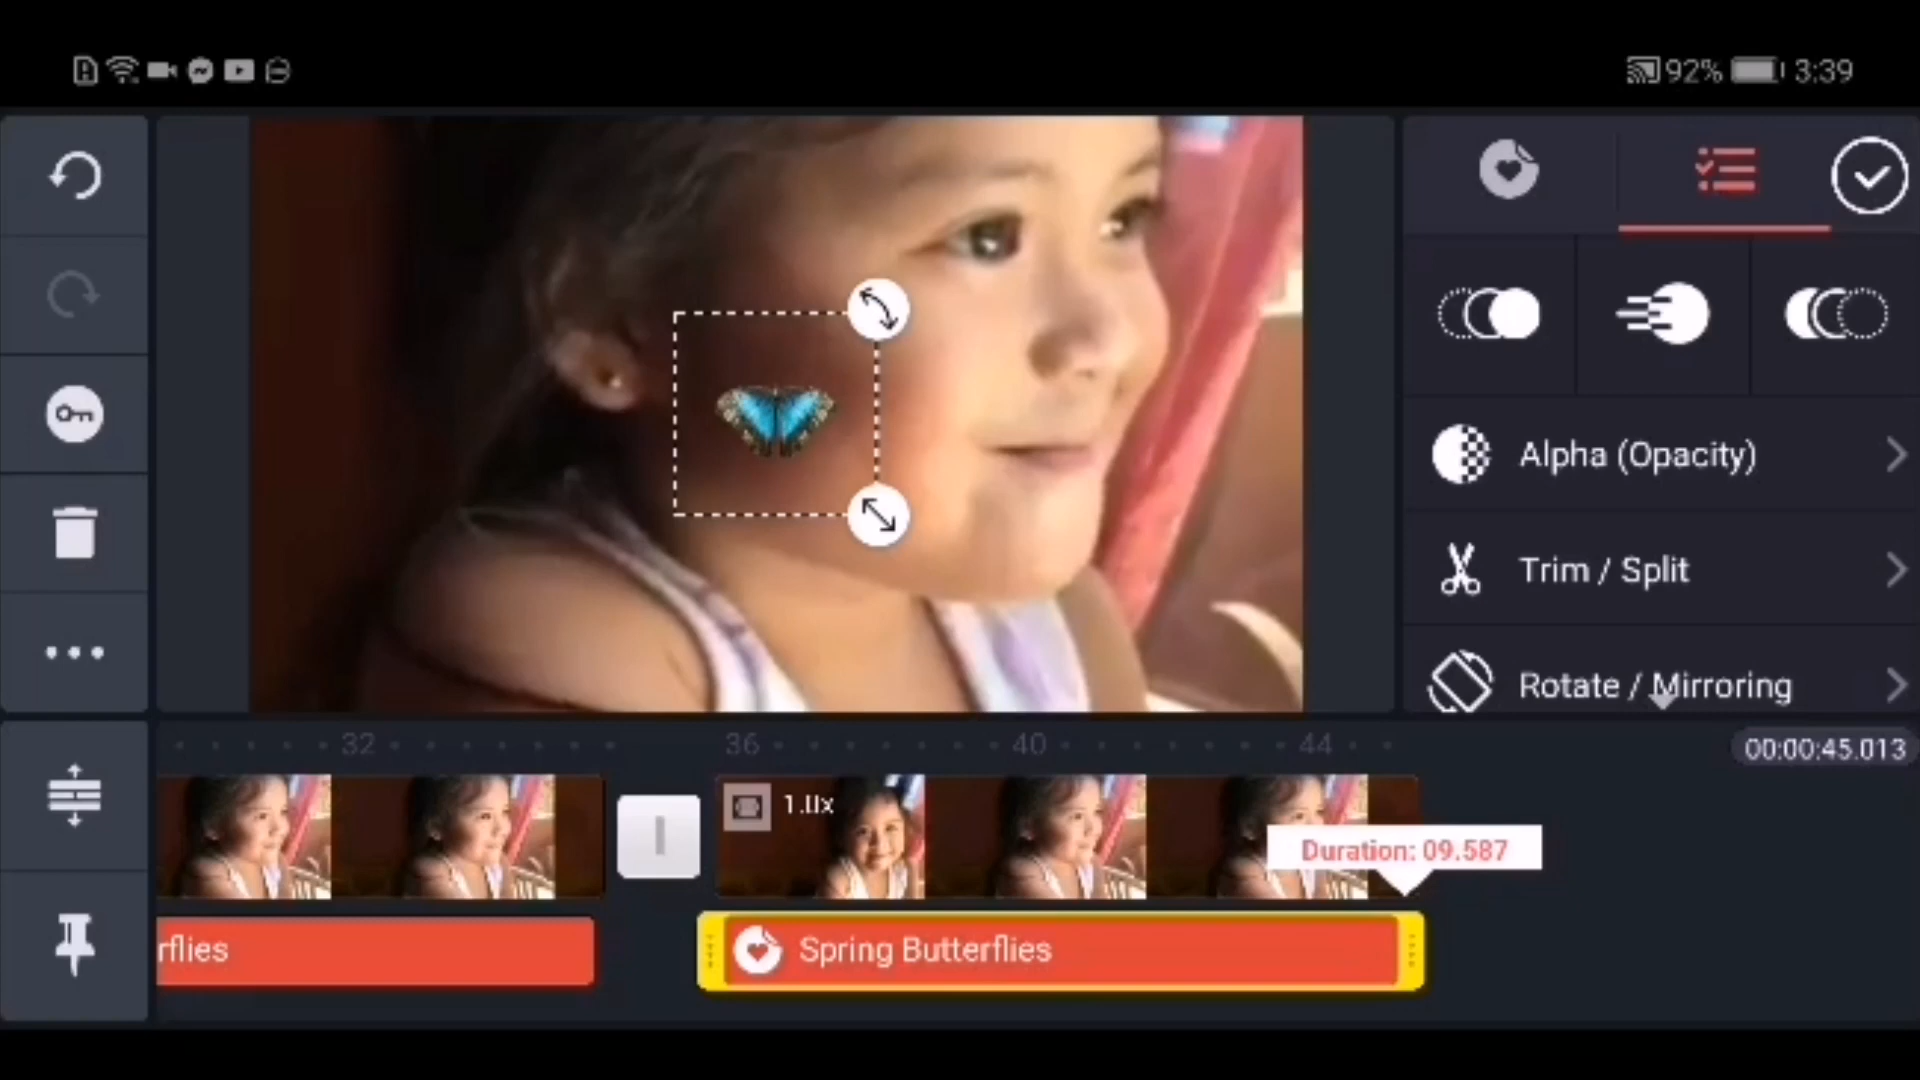 92% 3:39
Alpha (Opacity)
Trim / Split
Rotate / Mirroring
32 36 40 44
00:00:45.013
1.0x
Duration: 09.587
rflies
Spring Butterflies